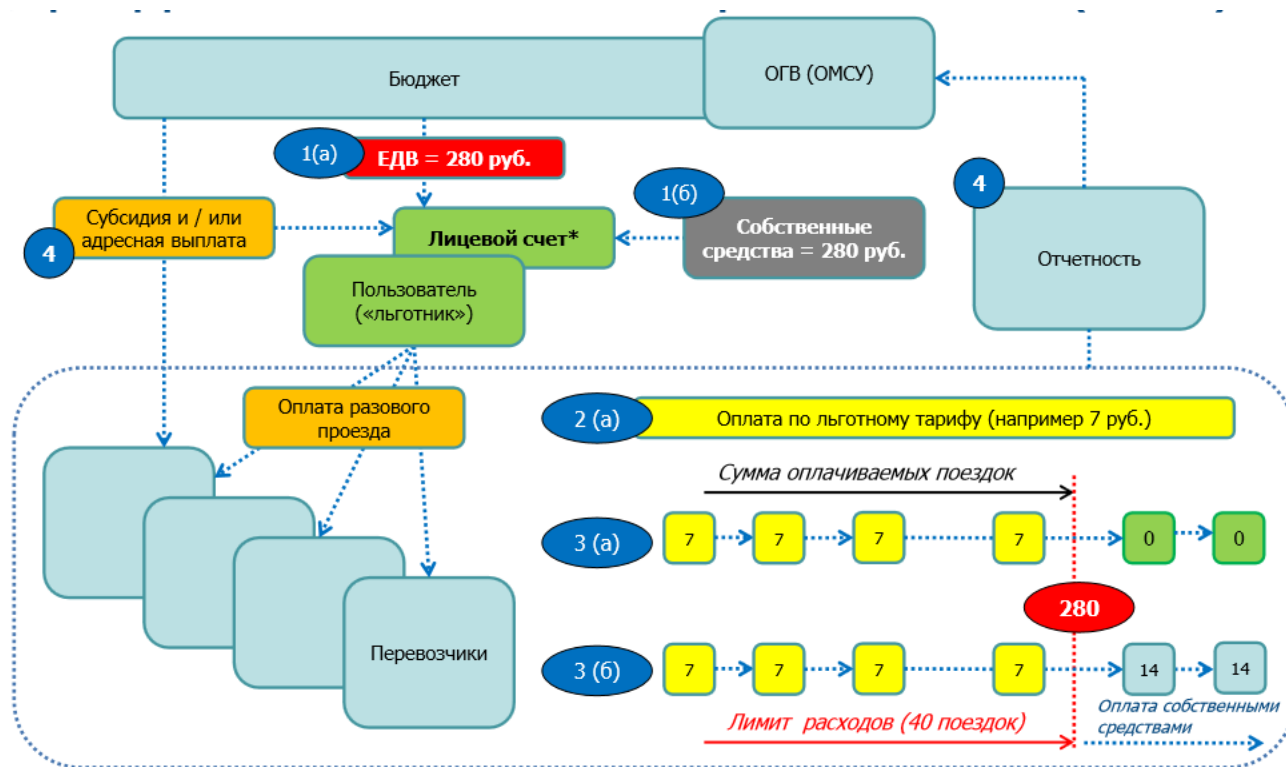 Бюджет
ОГВ (ОМСУ)
1(а)
ЕДВ = 280 руб.
1(б)
4
Субсидия и / или
адресная выплата
4
Лицевой счет*
Собственные
средства = 280 руб.
Отчетность
Пользователь
(«льготник»)
Оплата разового
проезда
2 (а)
Оплата по льготному тарифу (например 7 руб.)
Сумма оплачиваемых поездок
3 (а)
7
7
7
7
0
0
280
Перевозчики
3 (б)
7
7
7
7
14
14
Лимит расходов (40 поездок)
Оплата собственными
средствами